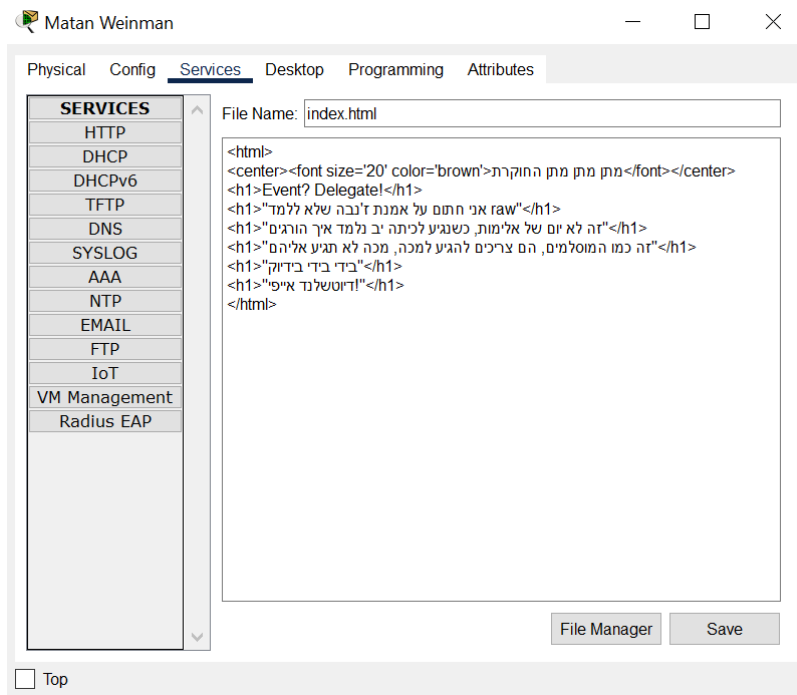 Matan Weinman
Physical Config Services Desktop Programming Attributes
SERVICES
HTTP
DHCP
DHCPv6
TFTP
DNS
SYSLOG
AAA
NTP
EMAIL
FTP
IoT
VM Management
Radius EAP
File Name: index.html
<html>
<center><font size='20' color='brown'>מתן מתן מתן החוקרת</font></center>
<h1>Event? Delegate!</h1>
<h1>"אני חתום על אמנת ז'נבה שלא ללמד raw"</h1>
<h1>"זה לא יום של אלימות, כשנגיע לכיתה יב נלמד איך הורגים"</h1>
<h1>"זה כמו המוסלמים, הם צריכים להגיע למכה, מכה לא תגיע אליהם"</h1>
<h1>"בידי בידי בידיוק"</h1>
<h1>"דיוטשלנד אייפי!"</h1>
</html>
File Manager Save
Top